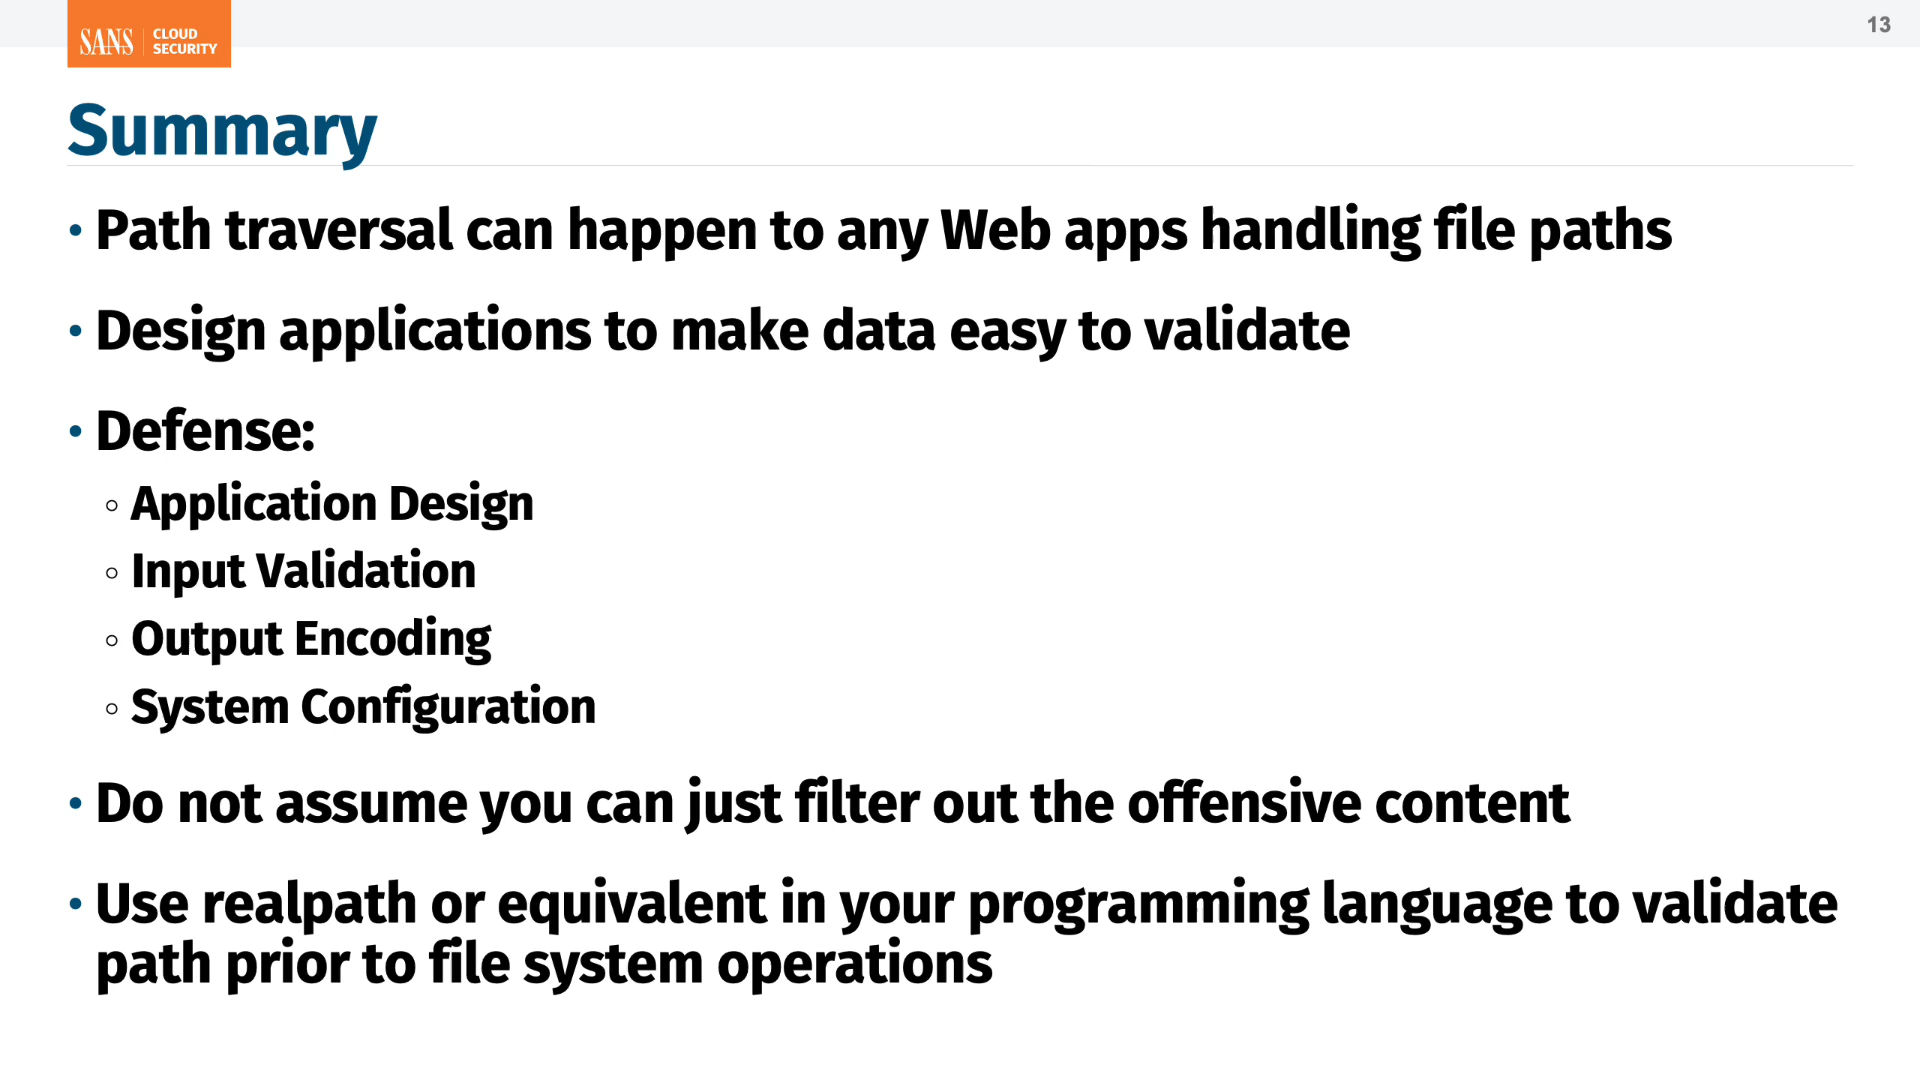 13
SANS
CLOUD
SECURITY
Summary
• Path traversal can happen to any Web apps handling file paths
• Design applications to make data easy to validate
• Defense:
◦ Application Design
◦ Input Validation
◦ Output Encoding
◦ System Configuration
• Do not assume you can just filter out the offensive content
• Use realpath or equivalent in your programming language to validate
path prior to file system operations